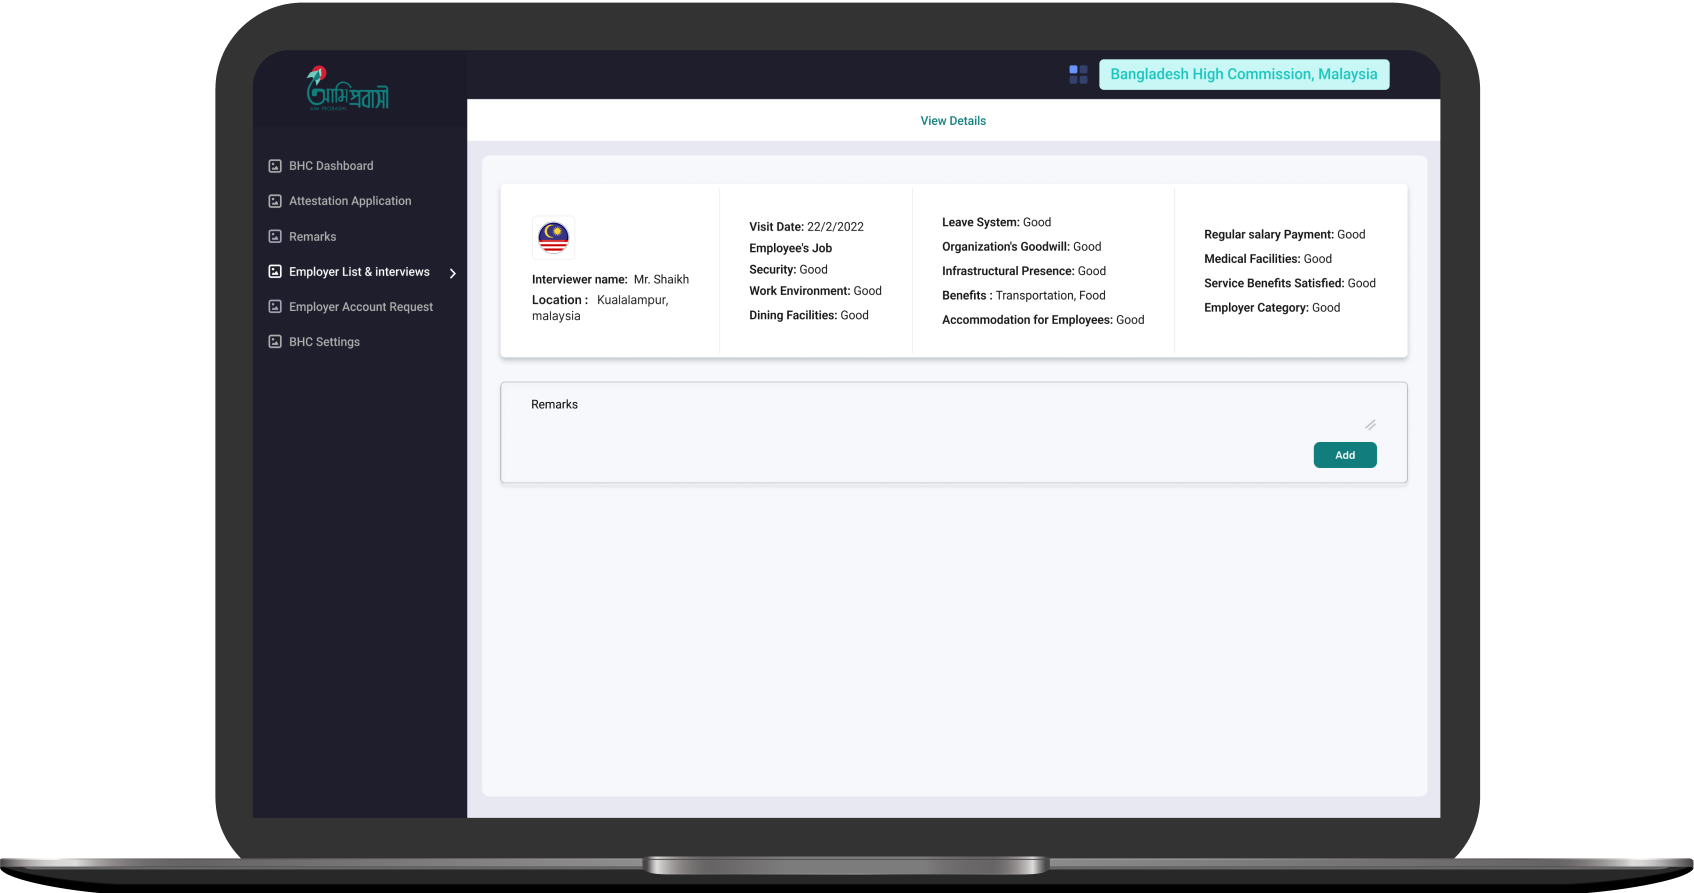 আমি প্রবাসী
Bangladesh High Commission, Malaysia
View Details
BHC Dashboard
Attestation Application
Remarks
Employer List & interviews
Employer Account Request
BHC Settings
Interviewer name: Mr. Shaikh
Location : Kualalampur,
malaysia
Visit Date: 22/2/2022
Employee's Job
Security: Good
Work Environment: Good
Dining Facilities: Good
Leave System: Good
Organization's Goodwill: Good
Infrastructural Presence: Good
Benefits : Transportation, Food
Accommodation for Employees: Good
Regular salary Payment: Good
Medical Facilities: Good
Service Benefits Satisfied: Good
Employer Category: Good
Remarks
Add